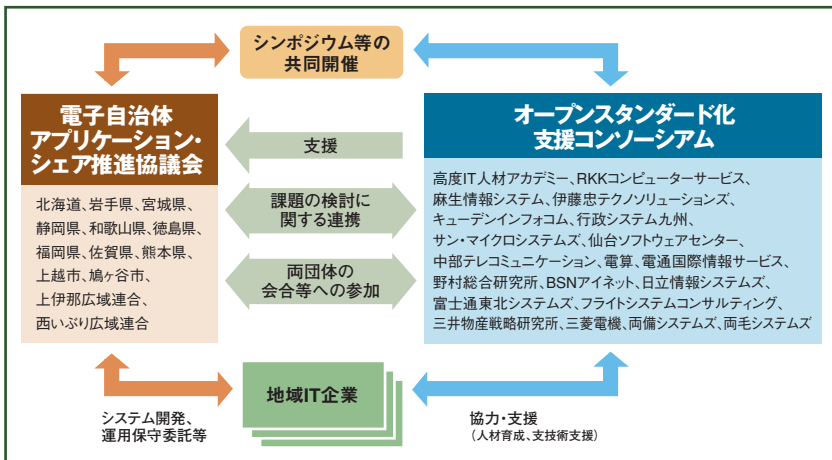 シンポジウム等の
共同開催
電子自治体
アプリケーション・
シェア推進協議会
北海道、岩手県、宮城県、
静岡県、和歌山県、徳島県、
福岡県、佐賀県、熊本県、
上越市、鳩ヶ谷市、
上伊那広域連合、
西いぶり広域連合
支援
課題の検討に
関する連携
両団体の
会合等への参加
オープンスタンダード化
支援コンソーシアム
高度IT人材アカデミー、RKKコンピューターサービス、
麻生情報システム、伊藤忠テクノソリューションズ、
キューデンインフォコム、行政システム九州、
サン・マイクロシステムズ、仙台ソフトウェアセンター、
中部テレコミュニケーション、電算、電通国際情報サービス、
野村総合研究所、BSNアイネット、日立情報システムズ、
富士通東北システムズ、フライトシステムコンサルティング、
三井物産戦略研究所、三菱電機、両備システムズ、両毛システムズ
地域IT企業
システム開発、
運用保守委託等
協力・支援
（人材育成、支技術支援）